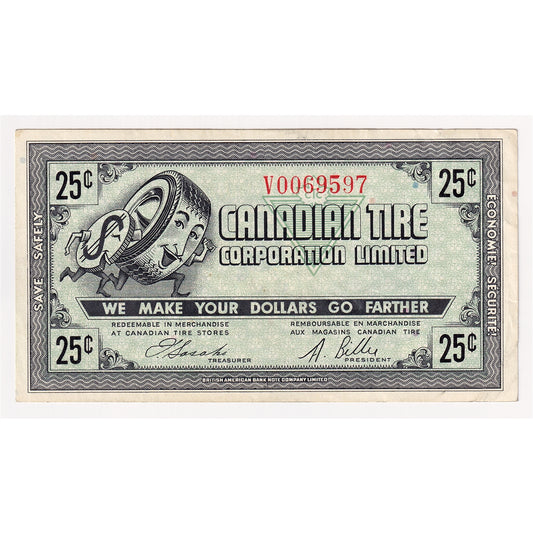 25¢ 25¢
V0069597
CANADIAN TIRE
CORPORATION LIMITED
$
SAVE SAFELY
ECONOMIE SECURITE
WE MAKE YOUR DOLLARS GO FARTHER
REDEEMABLE IN MERCHANDISE
AT CANADIAN TIRE STORES
REMBOURSABLE EN MARCHANDISE
AUX MAGASINS CANADIAN TIRE
25¢ 25¢
TREASURER
PRESIDENT
BRITISH AMERICAN BANK NOTE COMPANY LIMITED